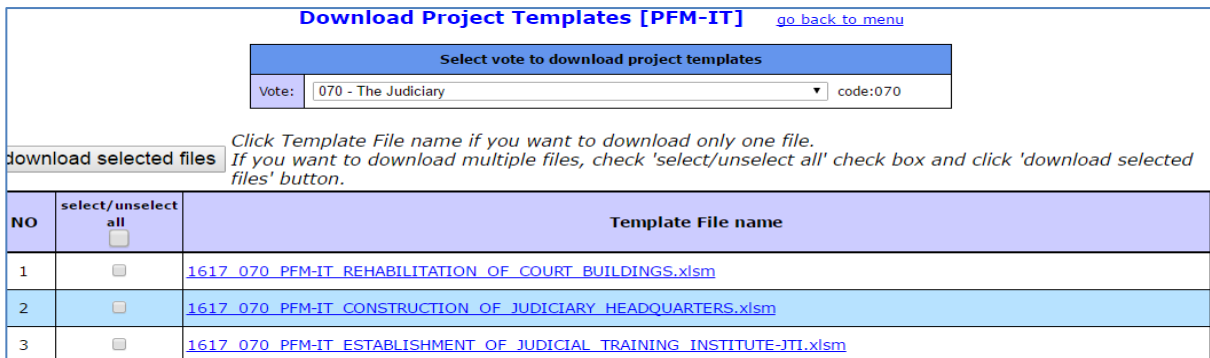 Download Project Templates [PFM-IT] go back to menu
Select vote to download project templates
Vote: 070 - The Judiciary code:070
Click Template File name if you want to download only one file.
download selected files If you want to download multiple files, check 'select/unselect all' check box and click 'download selected
files' button.
NO select/unselect all Template File name
1 1617_070_PFM-IT_REHABILITATION_OF_COURT_BUILDINGS.xlsm
2 1617_070_PFM-IT_CONSTRUCTION_OF_JUDICIARY_HEADQUARTERS.xlsm
3 1617_070_PFM-IT_ESTABLISHMENT_OF_JUDICIAL_TRAINING_INSTITUTE-JTI.xlsm